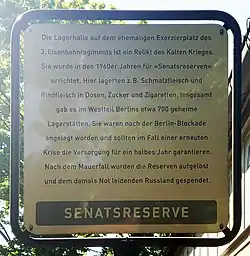 Die Lagerhalle auf dem ehemaligen Exerzierplatz des
3. Eisenbahnregiments ist ein Relikt des Kalten Krieges.
Sie wurde in den 1960er Jahren für »Senatsreserven«
errichtet. Hier lagerten z.B. Schmalzfleisch und
Rindfleisch in Dosen, Zucker und Zigaretten. Insgesamt
gab es im Westteil Berlins etwa 700 geheime
Lagerstätten. Sie waren nach der Berlin-Blockade
angelegt worden und sollten im Fall einer erneuten
Krise die Versorgung für ein halbes Jahr garantieren.
Nach dem Mauerfall wurden die Reserven aufgelöst
und dem damals Not leidenden Russland gespendet.
SENATSRESERVE